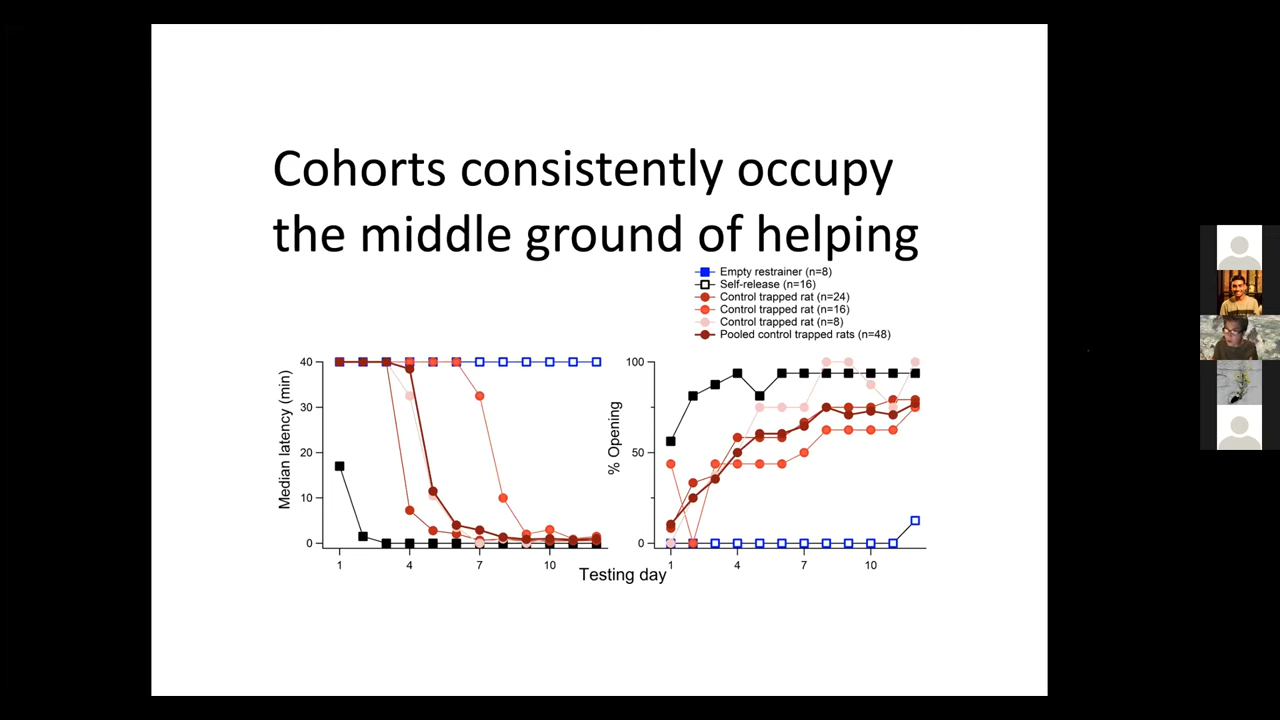 Cohorts consistently occupy
the middle ground of helping
Empty restrainer (n=8)
Self-release (n=16)
Control trapped rat (n=24)
Control trapped rat (n=16)
Control trapped rat (n=8)
Pooled control trapped rats (n=48)
Median latency (min)
40
30
20
10
0
1
4
7
10
% Opening
100
50
0
1
4
7
10
Testing day